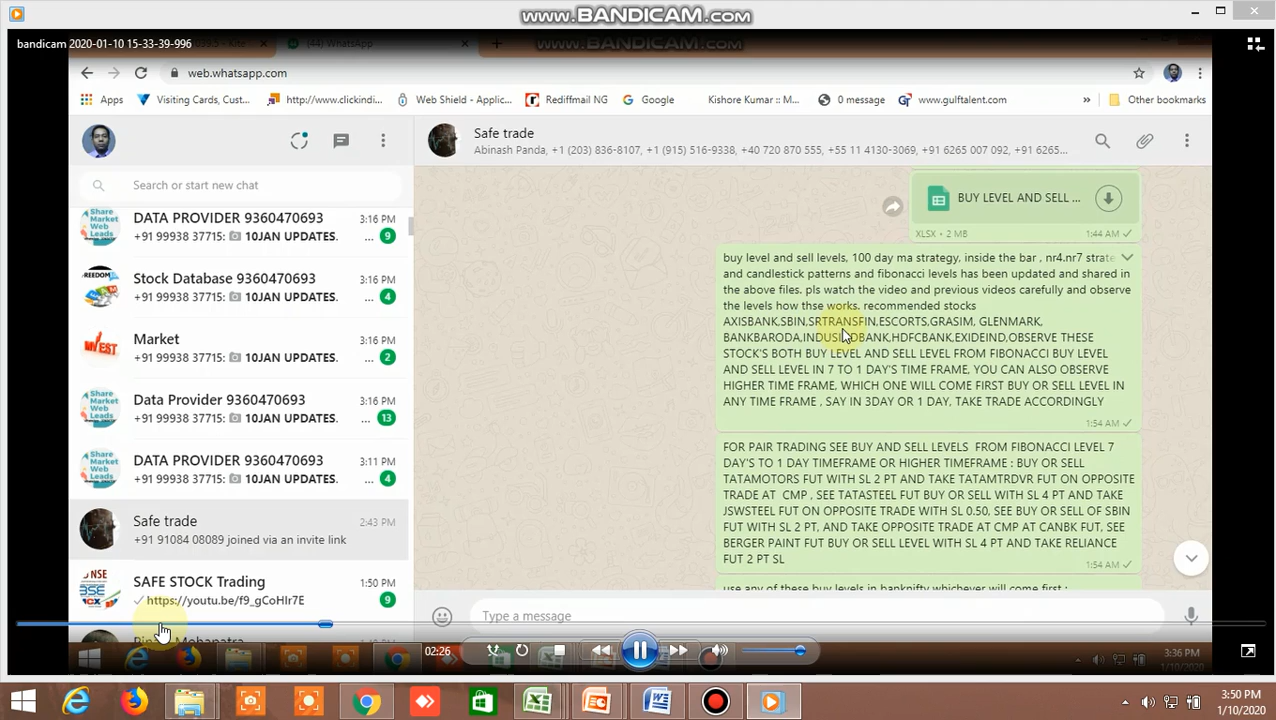 www.BANDICAM.com
bandicam 2020-01-10 15-33-39-996
(44) WhatsApp
www.BANDICAM.com
web.whatsapp.com
Apps
Visiting Cards, Cust...
http://www.clickindi...
Web Shield - Applic...
Rediffmail NG
Google
Kishore Kumar :: M...
0 message
www.gulftalent.com
»
Other bookmarks
Search or start new chat
DATA PROVIDER 9360470693
3:16 PM
+91 99938 37715: 10JAN UPDATES. ...
9
Stock Database 9360470693
3:16 PM
+91 99938 37715: 10JAN UPDATES. ...
4
Market
3:16 PM
+91 99938 37715: 10JAN UPDATES. ...
2
Data Provider 9360470693
3:16 PM
+91 99938 37715: 10JAN UPDATES. ...
13
DATA PROVIDER 9360470693
3:11 PM
+91 99938 37715: 10JAN UPDATES. ...
4
Safe trade
2:43 PM
+91 91084 08089 joined via an invite link
SAFE STOCK Trading
1:50 PM
https://youtu.be/f9_gCoHIr7E
9
Safe trade
Abinash Panda, +1 (203) 836-8107, +1 (915) 516-9338, +40 720 870 555, +55 11 4130-3069, +91 6265 007 092, +91 6265...
BUY LEVEL AND SELL ...
XLSX • 2 MB
1:44 AM
buy level and sell levels, 100 day ma strategy, inside the bar , nr4.nr7 strate
and candlestick patterns and fibonacci levels has been updated and shared in
the above files. pls watch the video and previous videos carefully and observe
the levels how thse works. recommended stocks
AXISBANK,SBIN,SRTRANSFIN,ESCORTS,GRASIM, GLENMARK,
BANKBARODA,INDUSINDBANK,HDFCBANK,EXIDEIND,OBSERVE THESE
STOCK'S BOTH BUY LEVEL AND SELL LEVEL FROM FIBONACCI BUY LEVEL
AND SELL LEVEL IN 7 TO 1 DAY'S TIME FRAME, YOU CAN ALSO OBSERVE
HIGHER TIME FRAME, WHICH ONE WILL COME FIRST BUY OR SELL LEVEL IN
ANY TIME FRAME , SAY IN 3DAY OR 1 DAY, TAKE TRADE ACCORDINGLY
1:54 AM
FOR PAIR TRADING SEE BUY AND SELL LEVELS FROM FIBONACCI LEVEL 7
DAY'S TO 1 DAY TIMEFRAME OR HIGHER TIMEFRAME : BUY OR SELL
TATAMOTORS FUT WITH SL 2 PT AND TAKE TATAMTRDVR FUT ON OPPOSITE
TRADE AT CMP , SEE TATASTEEL FUT BUY OR SELL WITH SL 4 PT AND TAKE
JSWSTEEL FUT ON OPPOSITE TRADE WITH SL 0.50, SEE BUY OR SELL OF SBIN
FUT WITH SL 2 PT, AND TAKE OPPOSITE TRADE AT CMP AT CANBK FUT, SEE
BERGER PAINT FUT BUY OR SELL LEVEL WITH SL 4 PT AND TAKE RELIANCE
FUT 2 PT SL
1:54 AM
use any of these buy levels in banknifty whichever will come first :
Type a message
02:26
3:36 PM
1/10/2020
3:50 PM
1/10/2020